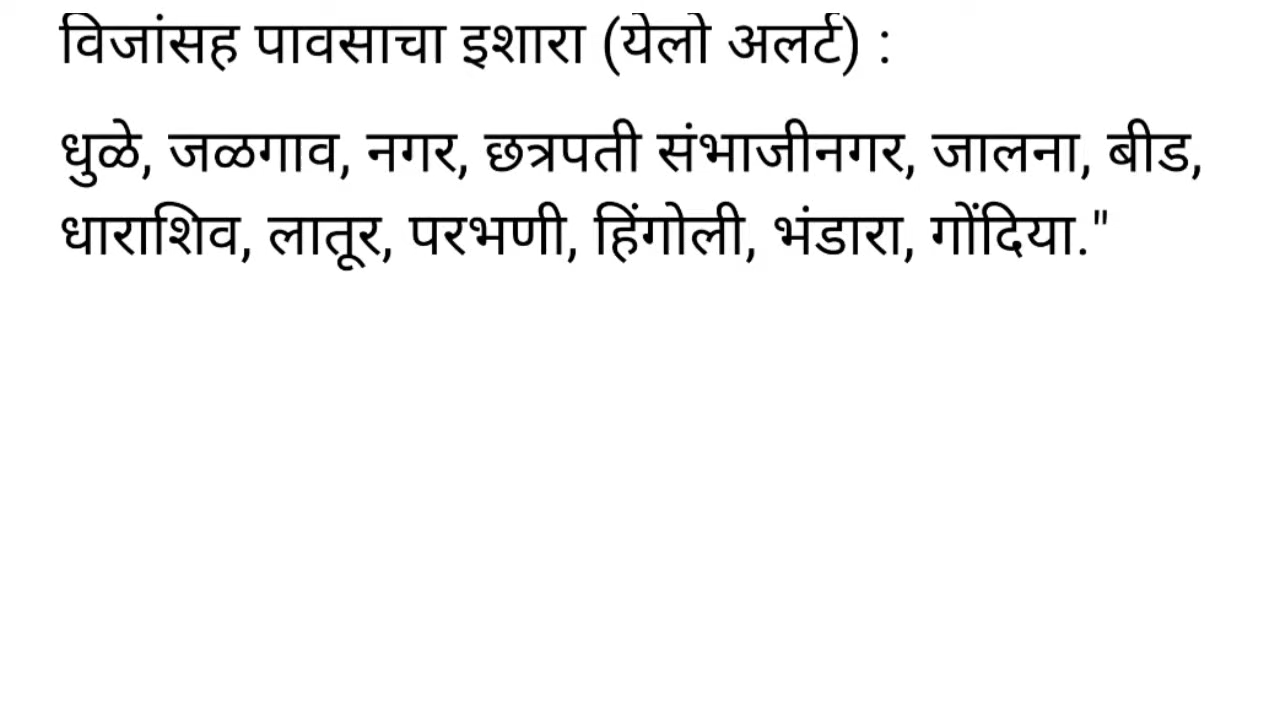 विजांसह पावसाचा इशारा (येलो अलर्ट) :
धुळे, जळगाव, नगर, छत्रपती संभाजीनगर, जालना, बीड,
धाराशिव, लातूर, परभणी, हिंगोली, भंडारा, गोंदिया."